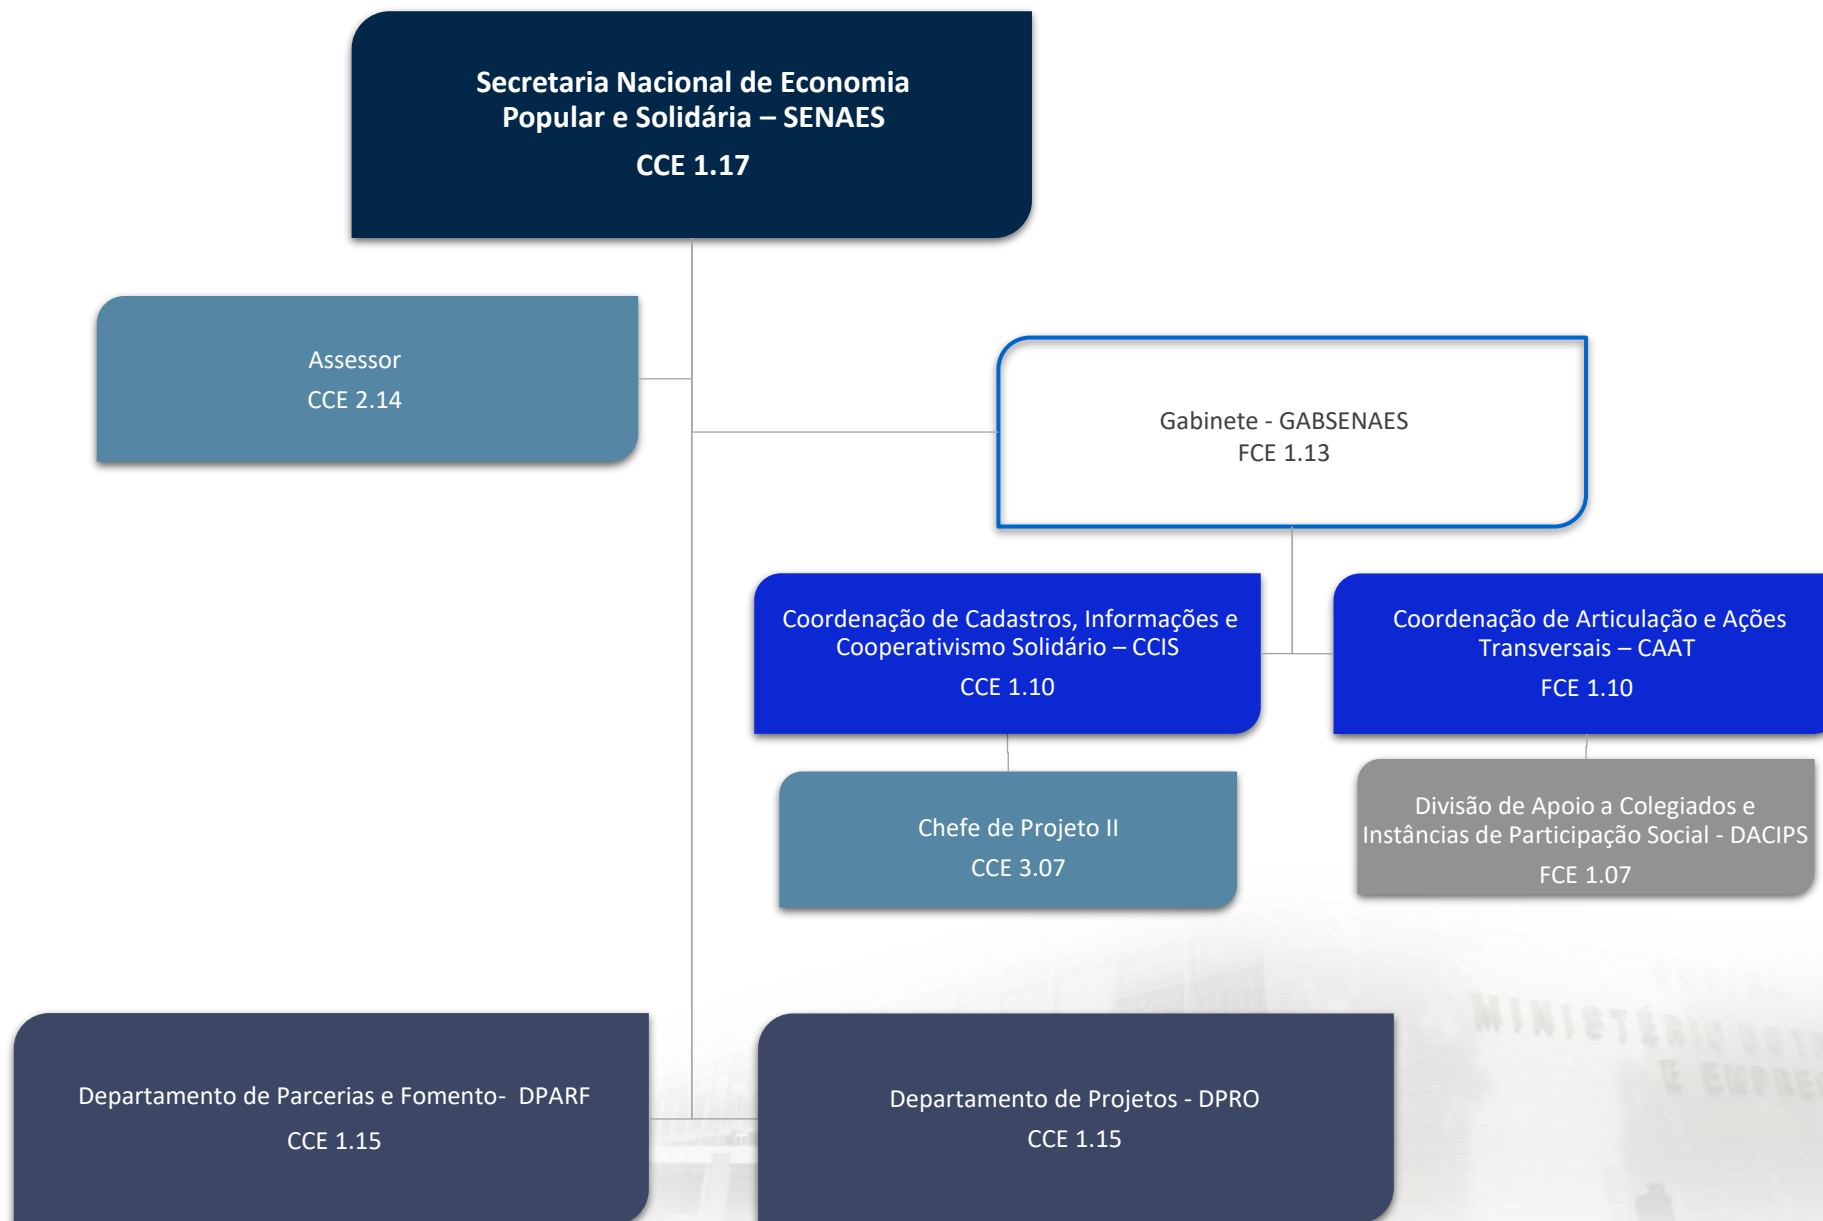 Secretaria Nacional de Economia
Popular e Solidária – SENAES
CCE 1.17
Assessor
CCE 2.14
Gabinete - GABSENAES
FCE 1.13
Coordenação de Cadastros, Informações e
Cooperativismo Solidário – CCIS
CCE 1.10
Coordenação de Articulação e Ações
Transversais – CAAT
FCE 1.10
Chefe de Projeto II
CCE 3.07
Divisão de Apoio a Colegiados e
Instâncias de Participação Social - DACIPS
FCE 1.07
MINISTÉRIO
E
Departamento de Parcerias e Fomento-  DPARF
CCE 1.15
Departamento de Projetos - DPRO
CCE 1.15